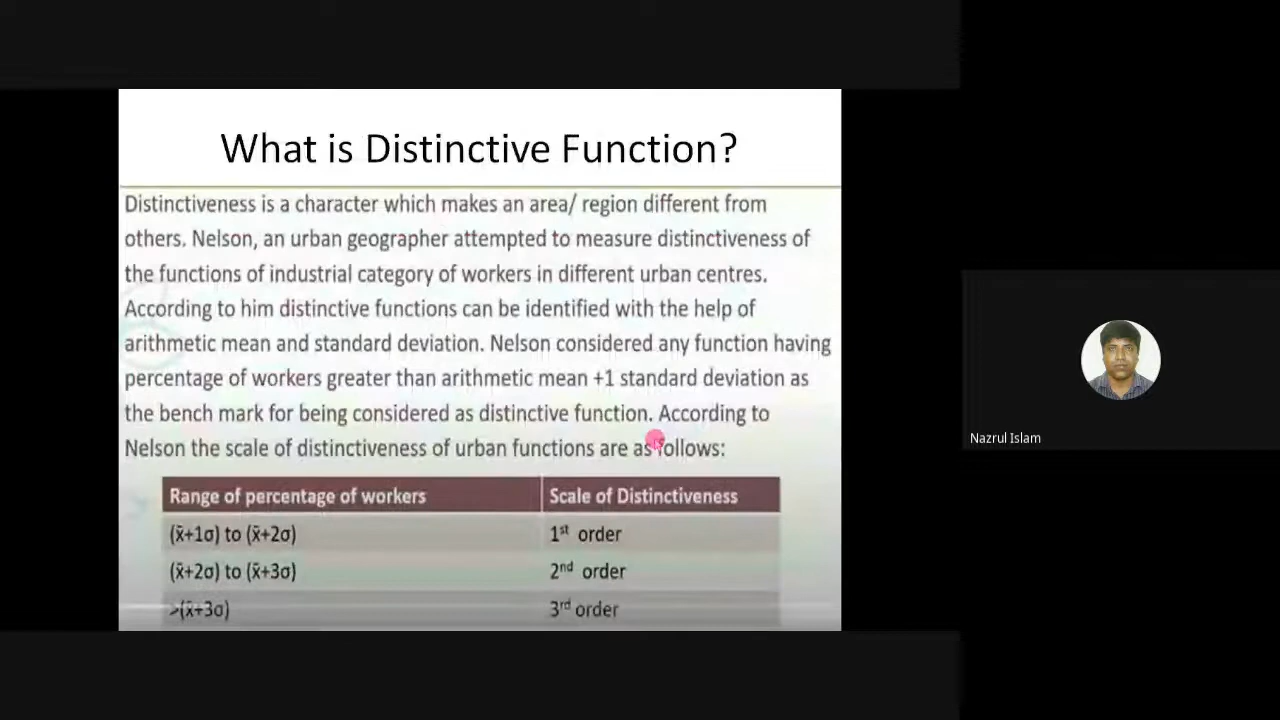 What is Distinctive Function?
Distinctiveness is a character which makes an area/ region different from
others. Nelson, an urban geographer attempted to measure distinctiveness of
the functions of industrial category of workers in different urban centres.
According to him distinctive functions can be identified with the help of
arithmetic mean and standard deviation. Nelson considered any function having
percentage of workers greater than arithmetic mean +1 standard deviation as
the bench mark for being considered as distinctive function. According to
Nelson the scale of distinctiveness of urban functions are as follows:
Range of percentage of workers Scale of Distinctiveness
(x̄+1σ) to (x̄+2σ) 1st order
(x̄+2σ) to (x̄+3σ) 2nd order
>(x̄+3σ) 3rd order
Nazrul Islam